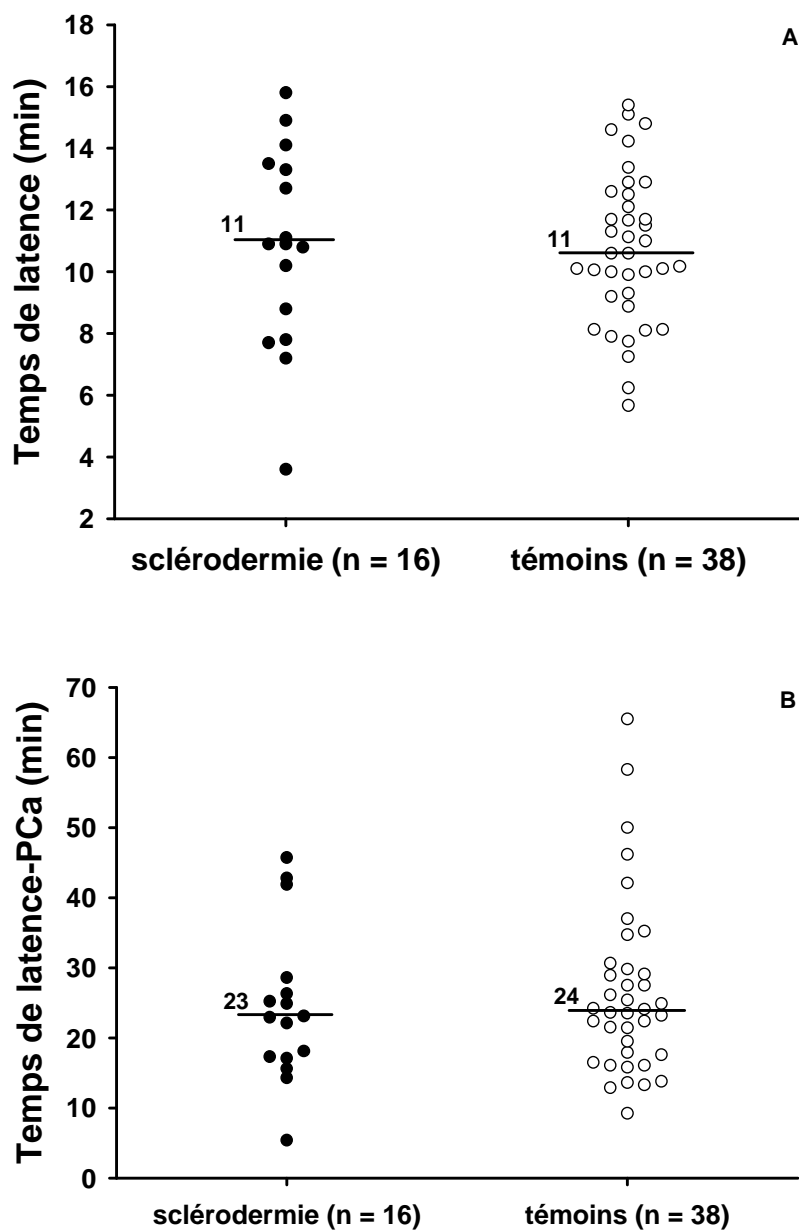 A
Temps de latence (min)
18
16
14
12
10
8
6
4
2
11
11
sclérodermie (n = 16)
témoins (n = 38)
B
Temps de latence-PCa (min)
70
60
50
40
30
20
10
0
23
24
sclérodermie (n = 16)
témoins (n = 38)